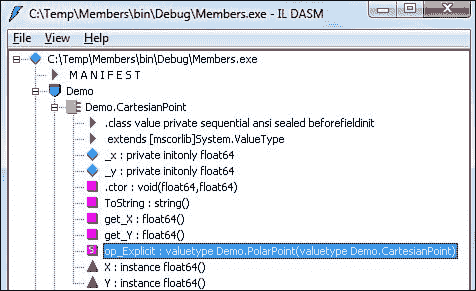 C:\Temp\Members\bin\Debug\Members.exe - IL DASM
File View Help
C:\Temp\Members\bin\Debug\Members.exe
M A N I F E S T
Demo
Demo.CartesianPoint
.class value private sequential ansi sealed beforefieldinit
extends [mscorlib]System.ValueType
_x : private initonly float64
_y : private initonly float64
.ctor : void(float64,float64)
ToString : string()
get_X : float64()
get_Y : float64()
S op_Explicit : valuetype Demo.PolarPoint(valuetype Demo.CartesianPoint)
X : instance float64()
Y : instance float64()